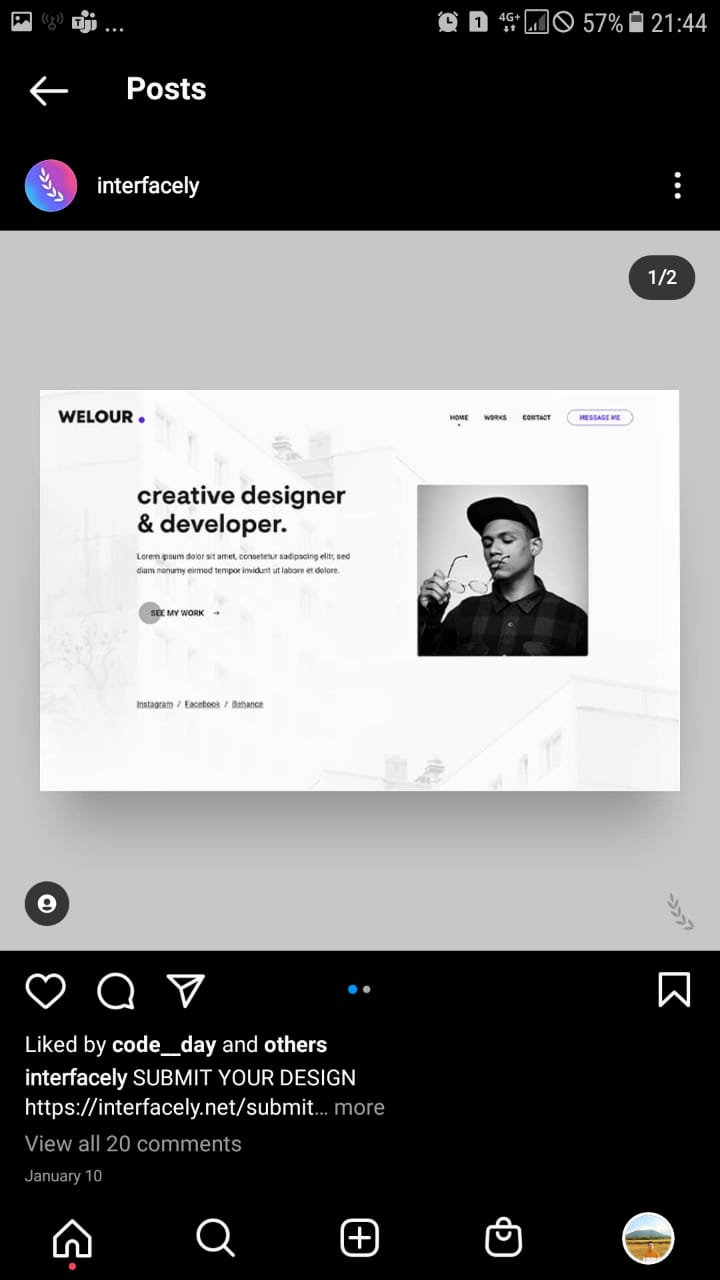 1 4G+ 57% 21:44
Posts
interfacely
1/2
WELOUR.
HOME WORKS CONTACT MESSAGE ME
creative designer
& developer.
Lorem ipsum dolor sit amet, consetetur sadipscing elitr, sed
diam nonumy eirmod tempor invidunt ut labore et dolore.
SEE MY WORK →
Instagram / Facebook / Behance
Liked by code__day and others
interfacely SUBMIT YOUR DESIGN
https://interfacely.net/submit... more
View all 20 comments
January 10